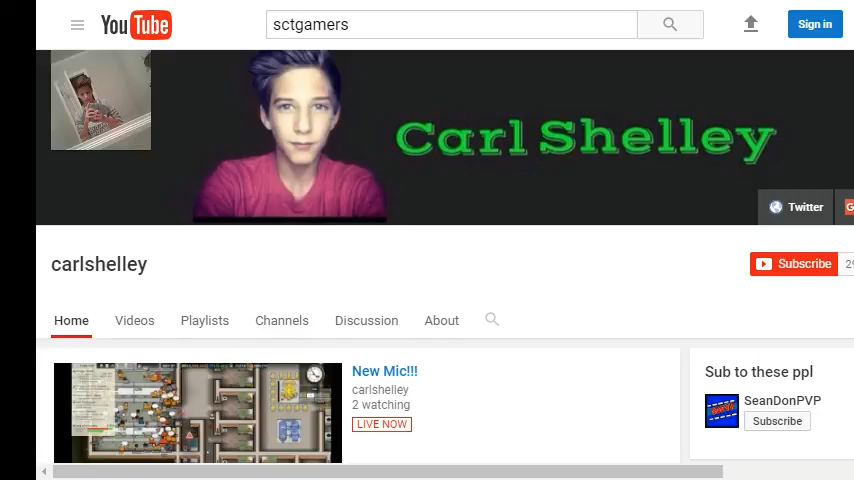 YouTube
sctgamers
Sign in
Carl Shelley
Twitter
carlshelley
Subscribe
Home
Videos
Playlists
Channels
Discussion
About
New Mic!!!
carlshelley
2 watching
LIVE NOW
Sub to these ppl
SeanDonPVP
Subscribe